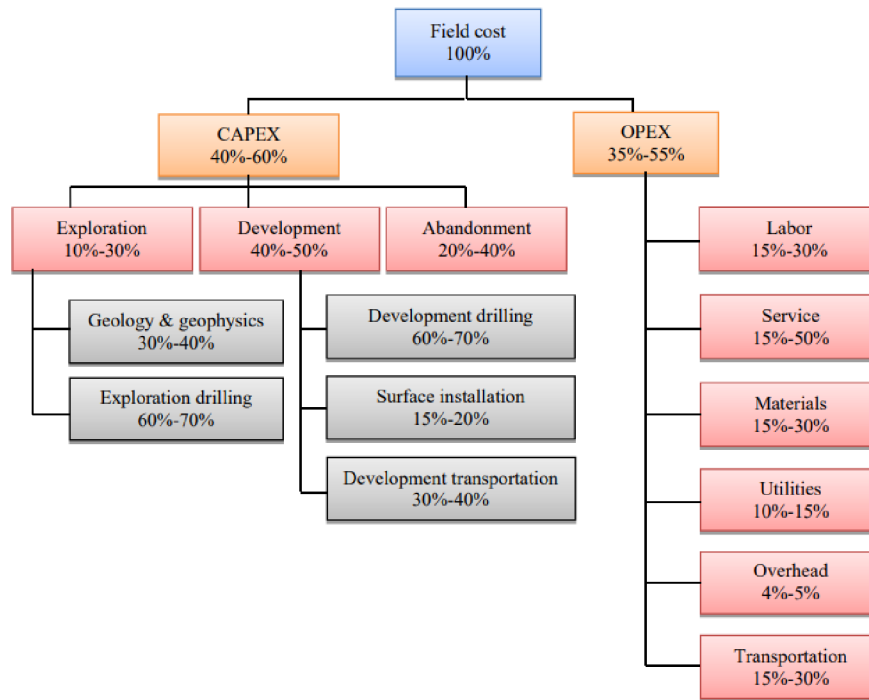 Field cost
100%
CAPEX
40%-60%
OPEX
35%-55%
Exploration
10%-30%
Development
40%-50%
Abandonment
20%-40%
Geology & geophysics
30%-40%
Exploration drilling
60%-70%
Development drilling
60%-70%
Surface installation
15%-20%
Development transportation
30%-40%
Labor
15%-30%
Service
15%-50%
Materials
15%-30%
Utilities
10%-15%
Overhead
4%-5%
Transportation
15%-30%